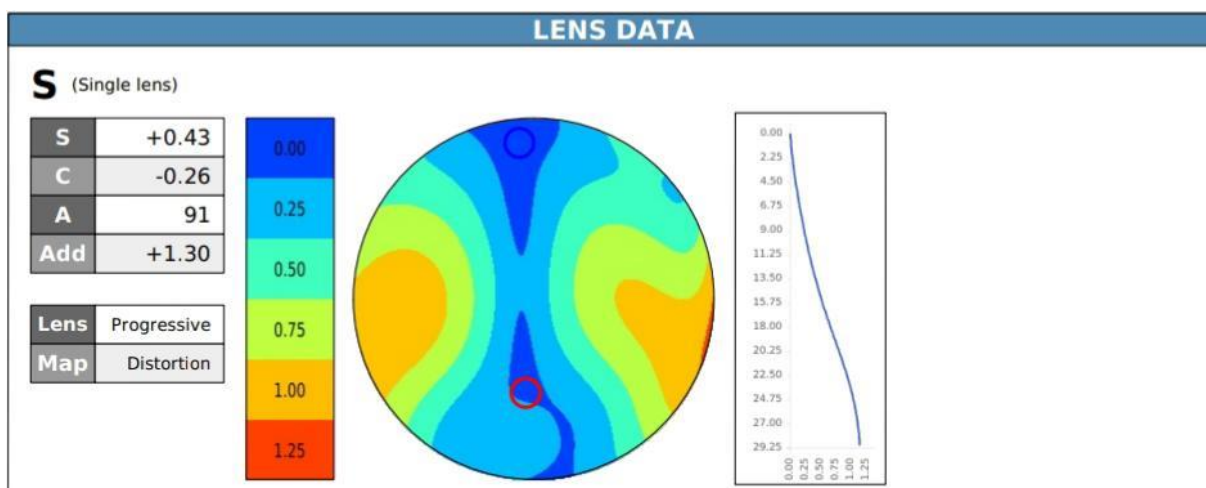 LENS DATA
S (Single lens)
S +0.43
C -0.26
A 91
Add +1.30
Lens Progressive
Map Distortion
0.00
0.25
0.50
0.75
1.00
1.25
0.00
2.25
4.50
6.75
9.00
11.25
13.50
15.75
18.00
20.25
22.50
24.75
27.00
29.25
0.00 0.25 0.50 0.75 1.00 1.25